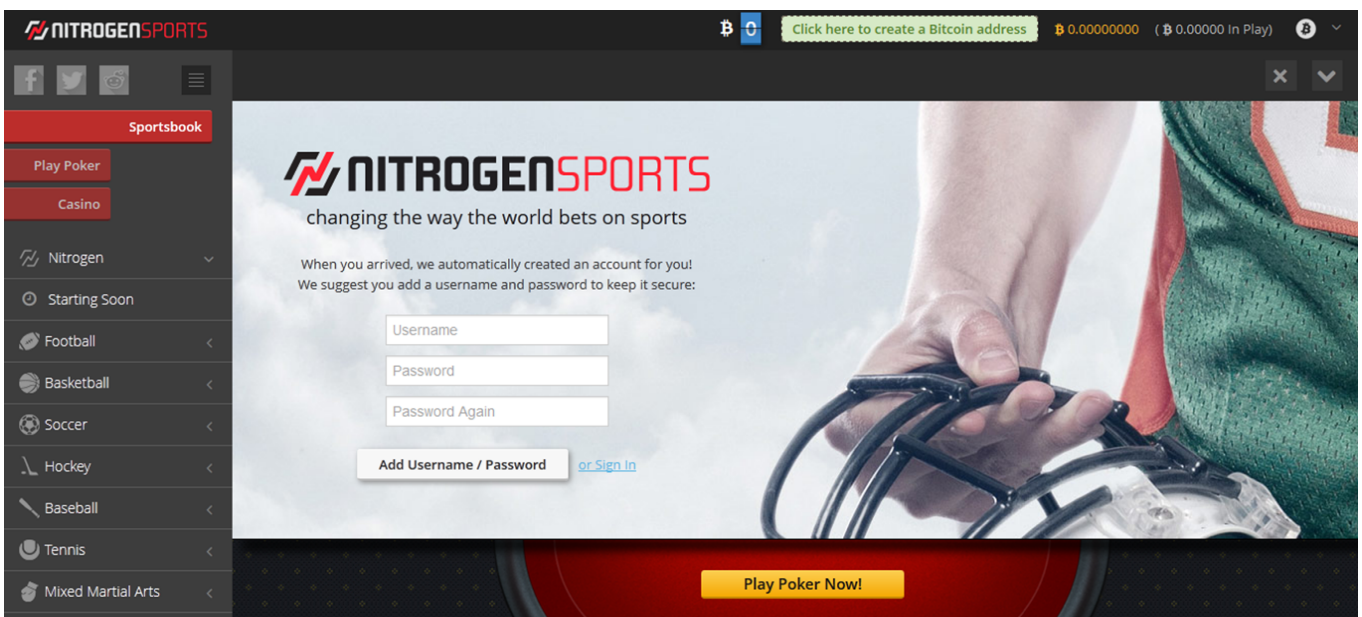 NITROGENSPORTS
0
Click here to create a Bitcoin address
0.00000000
( 0.00000 In Play)
Sportsbook
Play Poker
Casino
Nitrogen
Starting Soon
Football
Basketball
Soccer
Hockey
Baseball
Tennis
Mixed Martial Arts
NITROGENSPORTS
changing the way the world bets on sports
When you arrived, we automatically created an account for you!
We suggest you add a username and password to keep it secure:
Username
Password
Password Again
Add Username / Password or Sign In
Play Poker Now!